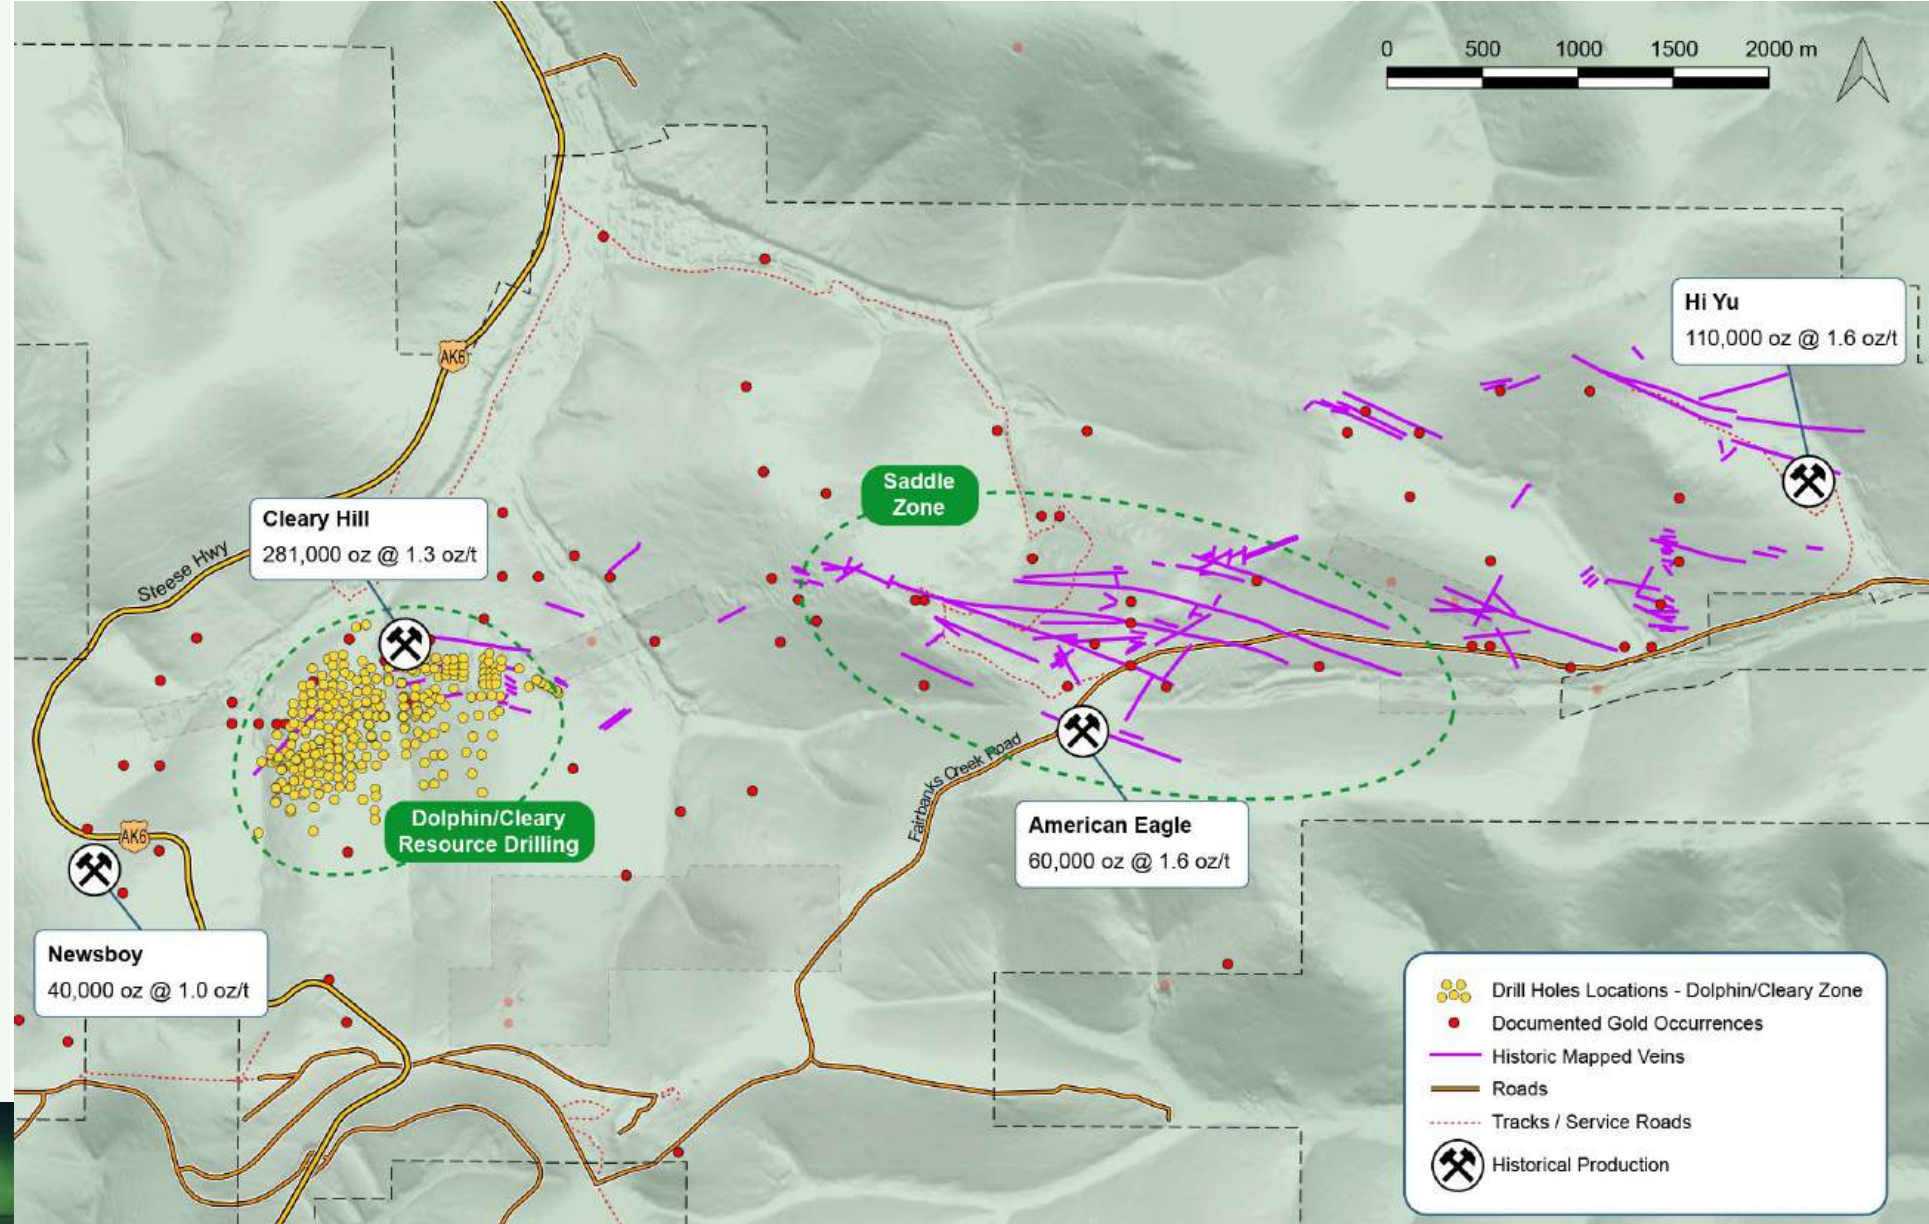 0 500 1000 1500 2000 m
Hi Yu
110,000 oz @ 1.6 oz/t
AK6
Saddle
Zone
Cleary Hill
281,000 oz @ 1.3 oz/t
Steese Hwy
Dolphin/Cleary
Resource Drilling
Fairbanks Creek Road
AK6
American Eagle
60,000 oz @ 1.6 oz/t
Newsboy
40,000 oz @ 1.0 oz/t
Drill Holes Locations - Dolphin/Cleary Zone
Documented Gold Occurrences
Historic Mapped Veins
Roads
Tracks / Service Roads
Historical Production